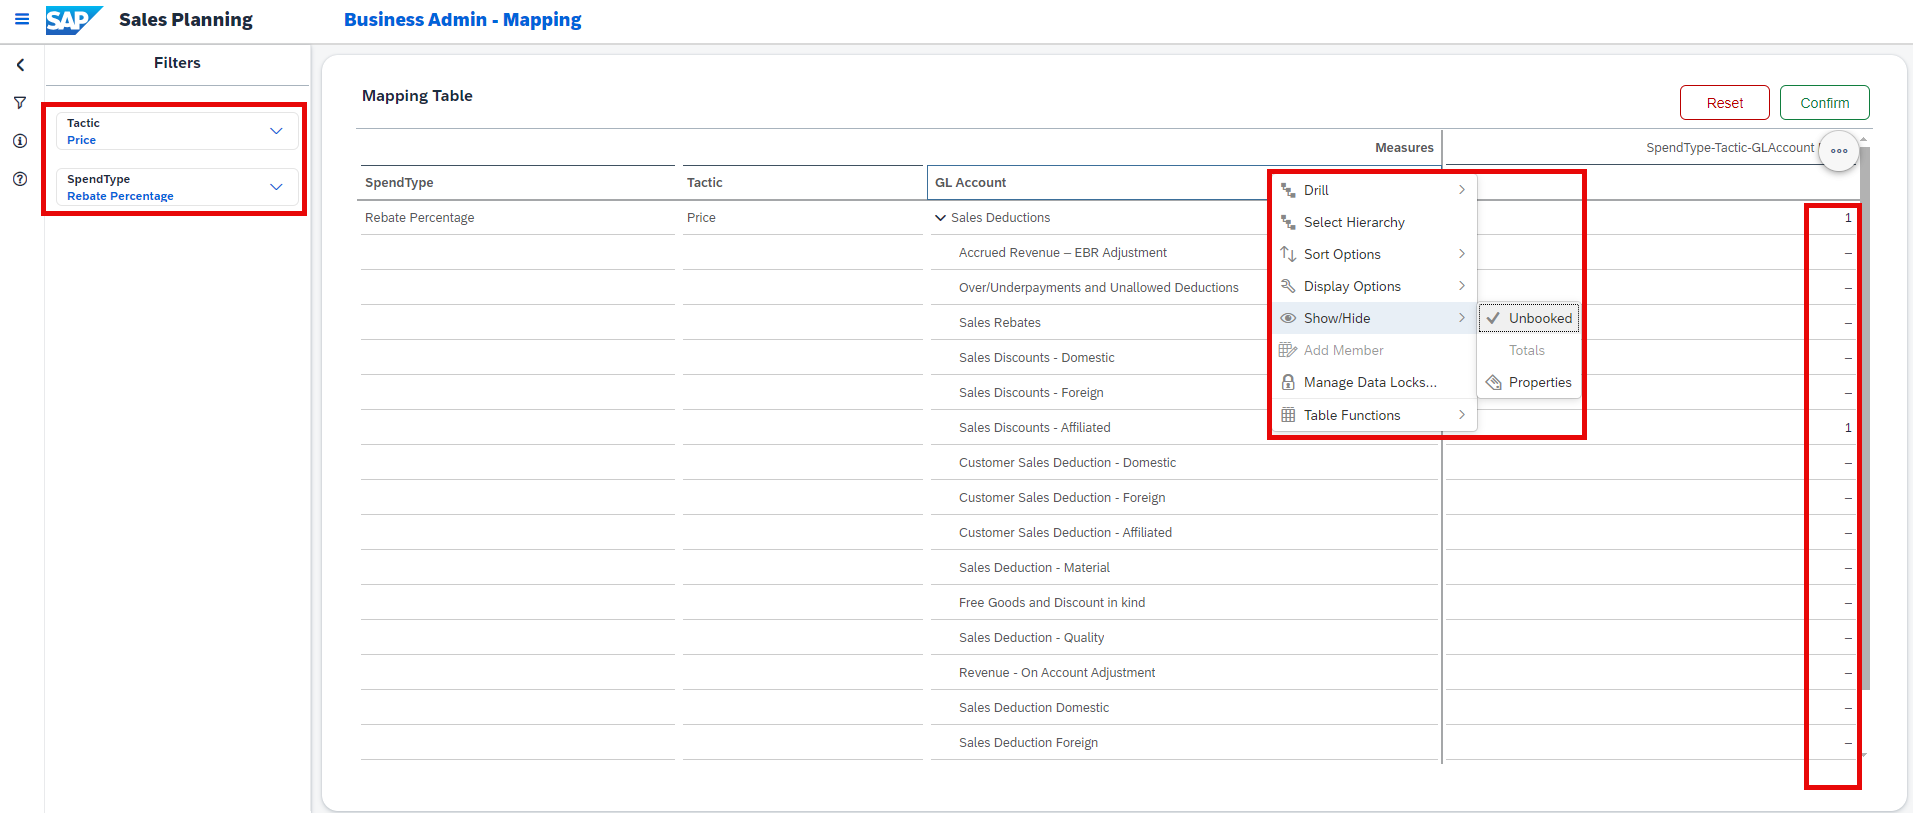 SAP Sales Planning Business Admin - Mapping
Filters
Tactic
Price
SpendType
Rebate Percentage
Mapping Table
Reset
Confirm
Measures
SpendType-Tactic-GLAccount
SpendType Tactic GL Account
Rebate Percentage Price Sales Deductions 1
Accrued Revenue – EBR Adjustment –
Over/Underpayments and Unallowed Deductions –
Sales Rebates –
Sales Discounts - Domestic –
Sales Discounts - Foreign –
Sales Discounts - Affiliated 1
Customer Sales Deduction - Domestic –
Customer Sales Deduction - Foreign –
Customer Sales Deduction - Affiliated –
Sales Deduction - Material –
Free Goods and Discount in kind –
Sales Deduction - Quality –
Revenue - On Account Adjustment –
Sales Deduction Domestic –
Sales Deduction Foreign –
Drill
Select Hierarchy
Sort Options
Display Options
Show/Hide
Add Member
Manage Data Locks...
Table Functions
Unbooked
Totals
Properties